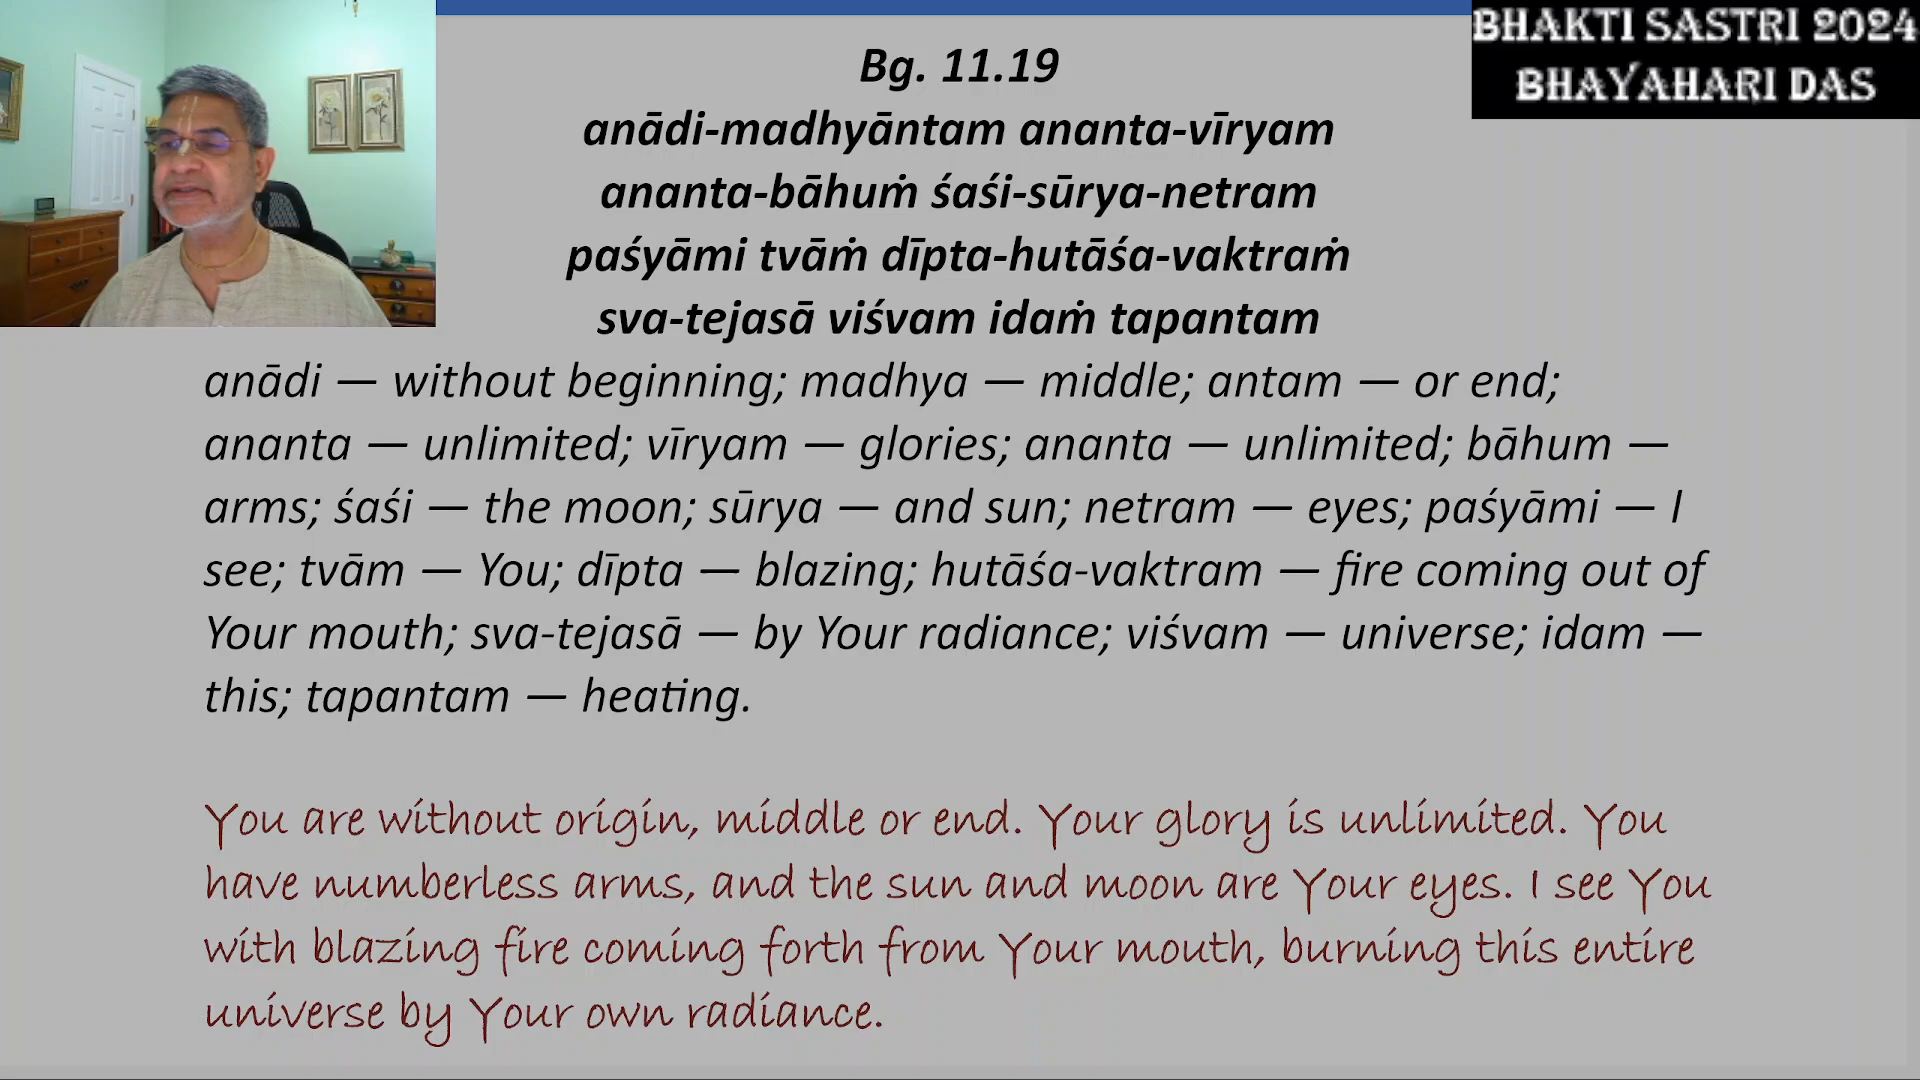 BHAKTI SASTRI 2024
BHAYAHARI DAS
Bg. 11.19
anādi-madhyāntam ananta-vīryam
ananta-bāhuṁ śaśi-sūrya-netram
paśyāmi tvāṁ dīpta-hutāśa-vaktraṁ
sva-tejasā viśvam idaṁ tapantam
anādi — without beginning; madhya — middle; antam — or end;
ananta — unlimited; vīryam — glories; ananta — unlimited; bāhum —
arms; śaśi — the moon; sūrya — and sun; netram — eyes; paśyāmi — I
see; tvām — You; dīpta — blazing; hutāśa-vaktram — fire coming out of
Your mouth; sva-tejasā — by Your radiance; viśvam — universe; idam —
this; tapantam — heating.
You are without origin, middle or end. Your glory is unlimited. You
have numberless arms, and the sun and moon are Your eyes. I see You
with blazing fire coming forth from Your mouth, burning this entire
universe by Your own radiance.